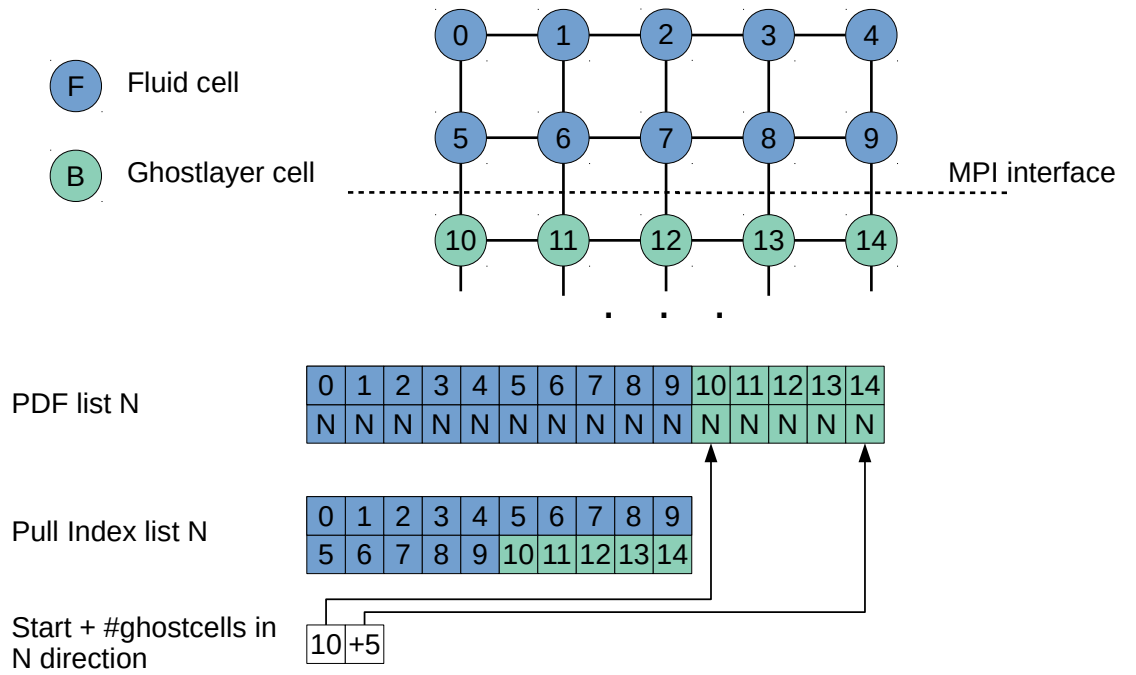 0 1 2 3 4
F Fluid cell
5 6 7 8 9
B Ghostlayer cell
MPI interface
10 11 12 13 14
. . .
PDF list N
0 1 2 3 4 5 6 7 8 9 10 11 12 13 14
N N N N N N N N N N N N N N N
Pull Index list N
0 1 2 3 4 5 6 7 8 9
5 6 7 8 9 10 11 12 13 14
Start + #ghostcells in
N direction
10 +5